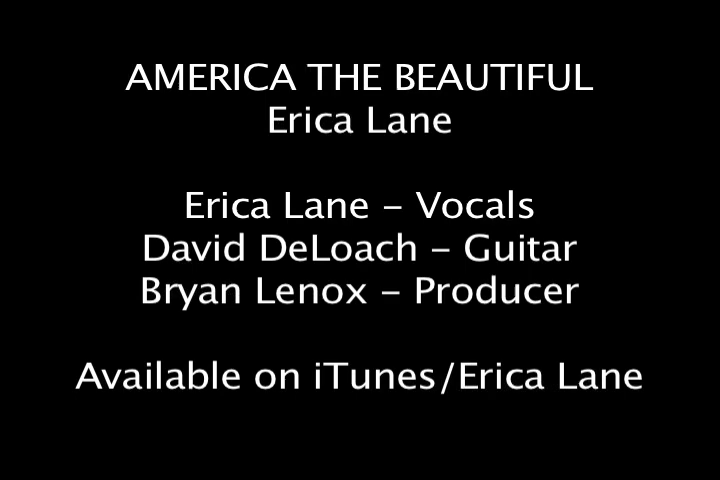 AMERICA THE BEAUTIFUL
Erica Lane
Erica Lane - Vocals
David DeLoach - Guitar
Bryan Lenox - Producer
Available on iTunes/Erica Lane